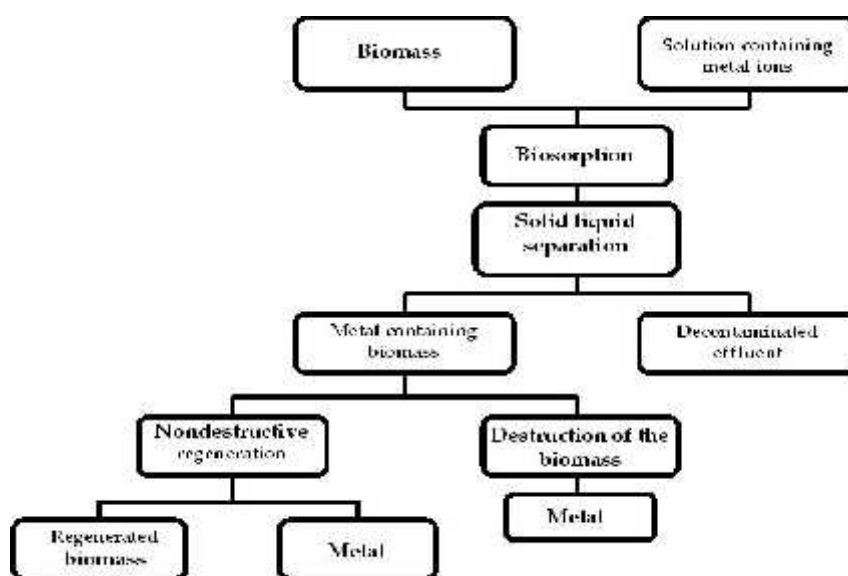 Biomass
Solution containing
metal ions
Biosorption
Solid liquid
separation
Metal containing
biomass
Decontaminated
effluent
Nondestructive
regeneration
Destruction of the
biomass
Regenerated
biomass
Metal
Metal